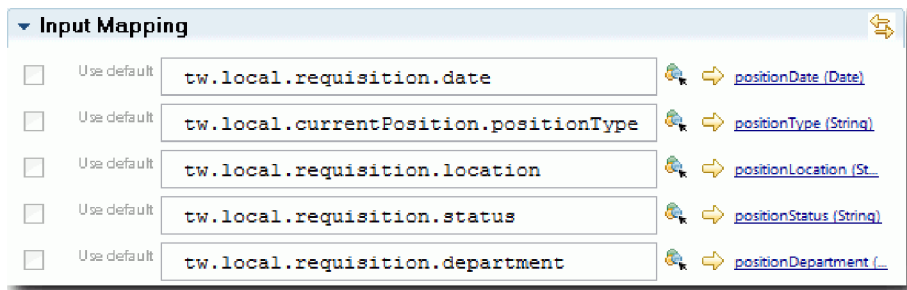 Input Mapping
Use default tw.local.requisition.date positionDate (Date)
Use default tw.local.currentPosition.positionType positionType (String)
Use default tw.local.requisition.location positionLocation (St...
Use default tw.local.requisition.status positionStatus (String)
Use default tw.local.requisition.department positionDepartment (...